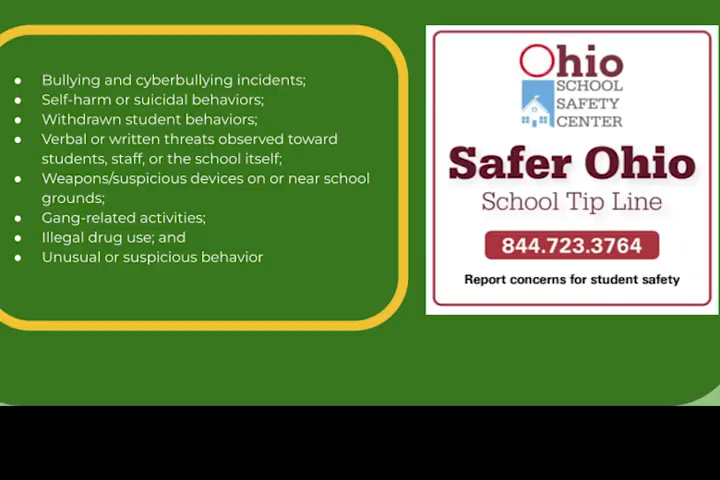 ● Bullying and cyberbullying incidents;
● Self-harm or suicidal behaviors;
● Withdrawn student behaviors;
● Verbal or written threats observed toward
students, staff, or the school itself;
● Weapons/suspicious devices on or near school
grounds;
● Gang-related activities;
● Illegal drug use; and
● Unusual or suspicious behavior
Ohio
SCHOOL
SAFETY
CENTER
Safer Ohio
School Tip Line
844.723.3764
Report concerns for student safety